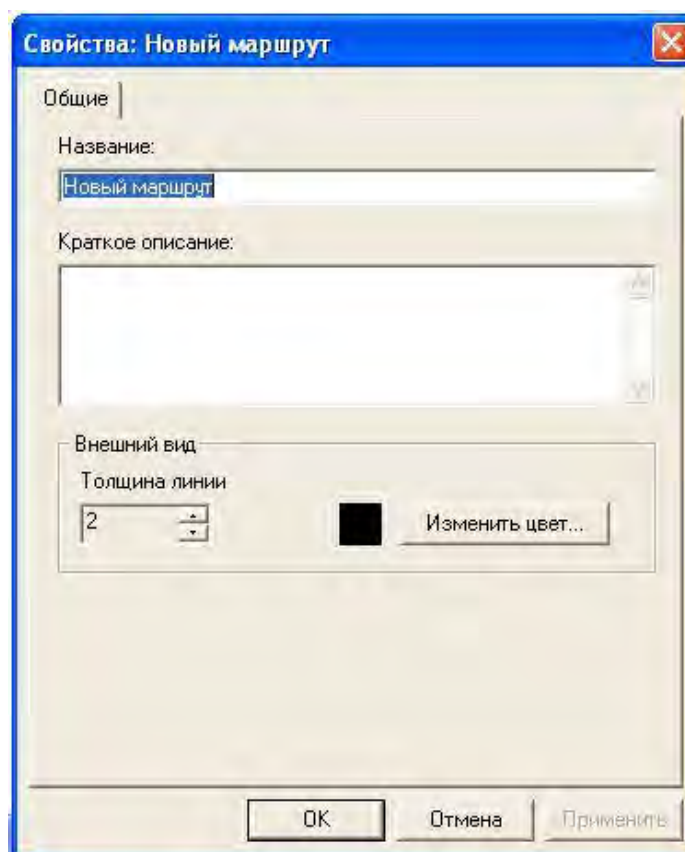 Свойства: Новый маршрут
Общие
Название:
Новый маршрут
Краткое описание:
Внешний вид
Толщина линии
2
Изменить цвет...
OK
Отмена
Применить